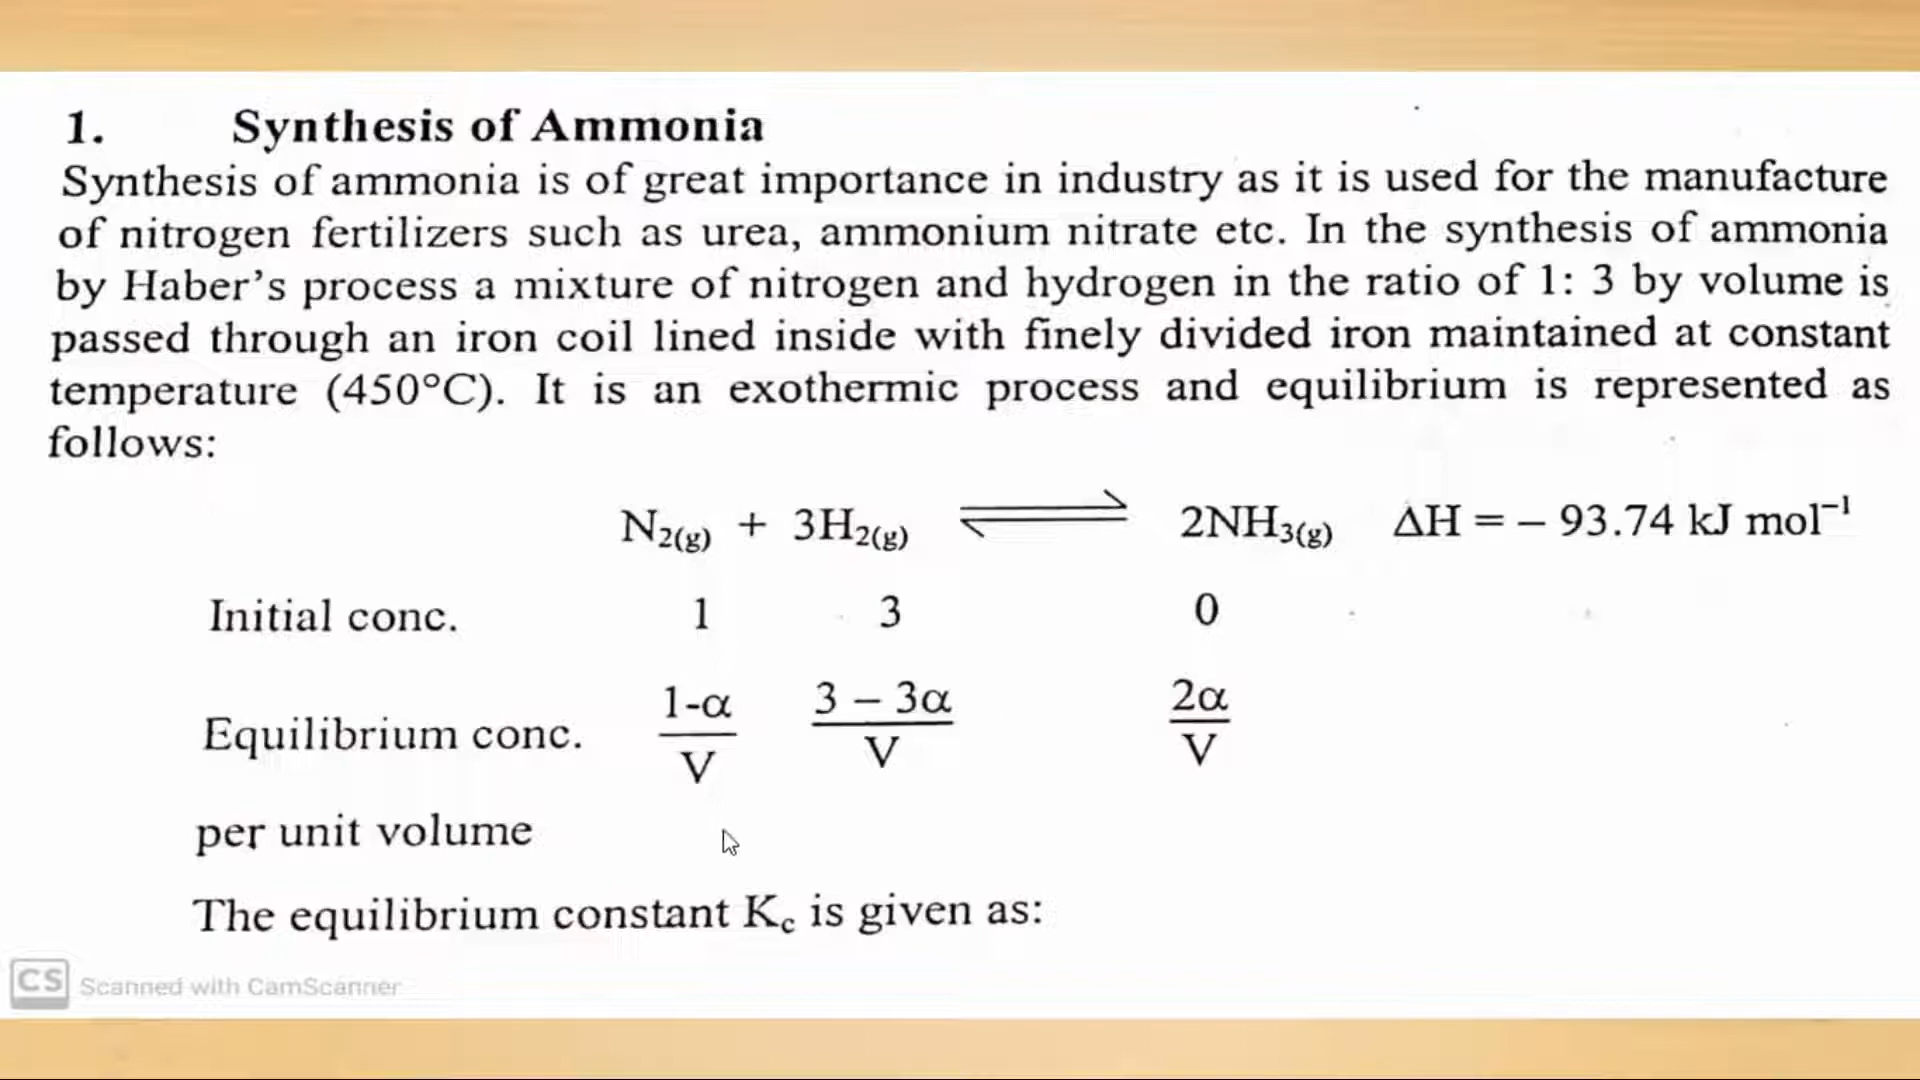 1. Synthesis of Ammonia
Synthesis of ammonia is of great importance in industry as it is used for the manufacture
of nitrogen fertilizers such as urea, ammonium nitrate etc. In the synthesis of ammonia
by Haber's process a mixture of nitrogen and hydrogen in the ratio of 1: 3 by volume is
passed through an iron coil lined inside with finely divided iron maintained at constant
temperature (450°C). It is an exothermic process and equilibrium is represented as
follows:
N₂(g) + 3H₂(g) ⇌ 2NH₃(g) ΔH = – 93.74 kJ mol⁻¹
Initial conc. 1 3 0
1-α 3 – 3α 2α
Equilibrium conc.
V V V
per unit volume
The equilibrium constant Kc is given as:
CS Scanned with CamScanner